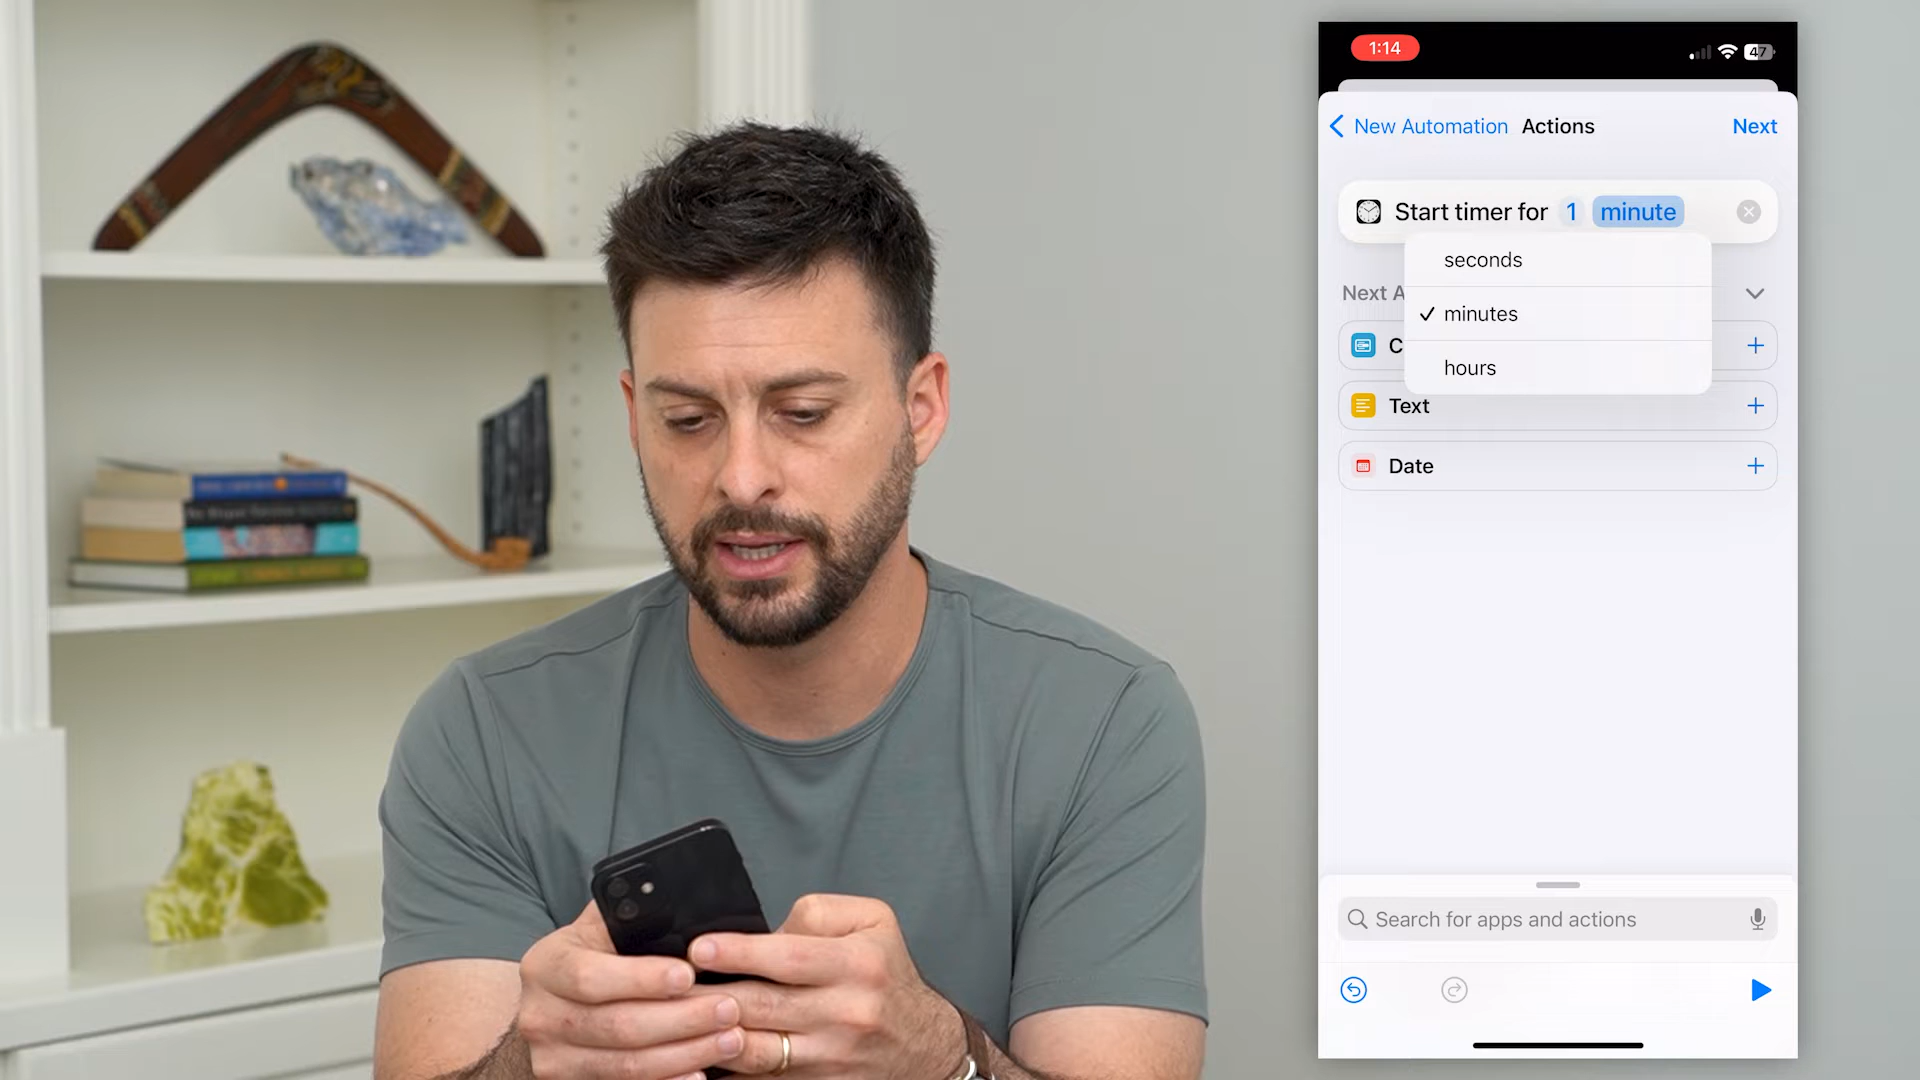 1:14
47
New Automation Actions Next
Start timer for 1 minute
seconds
Next A
minutes
C
hours
Text
Date
Search for apps and actions